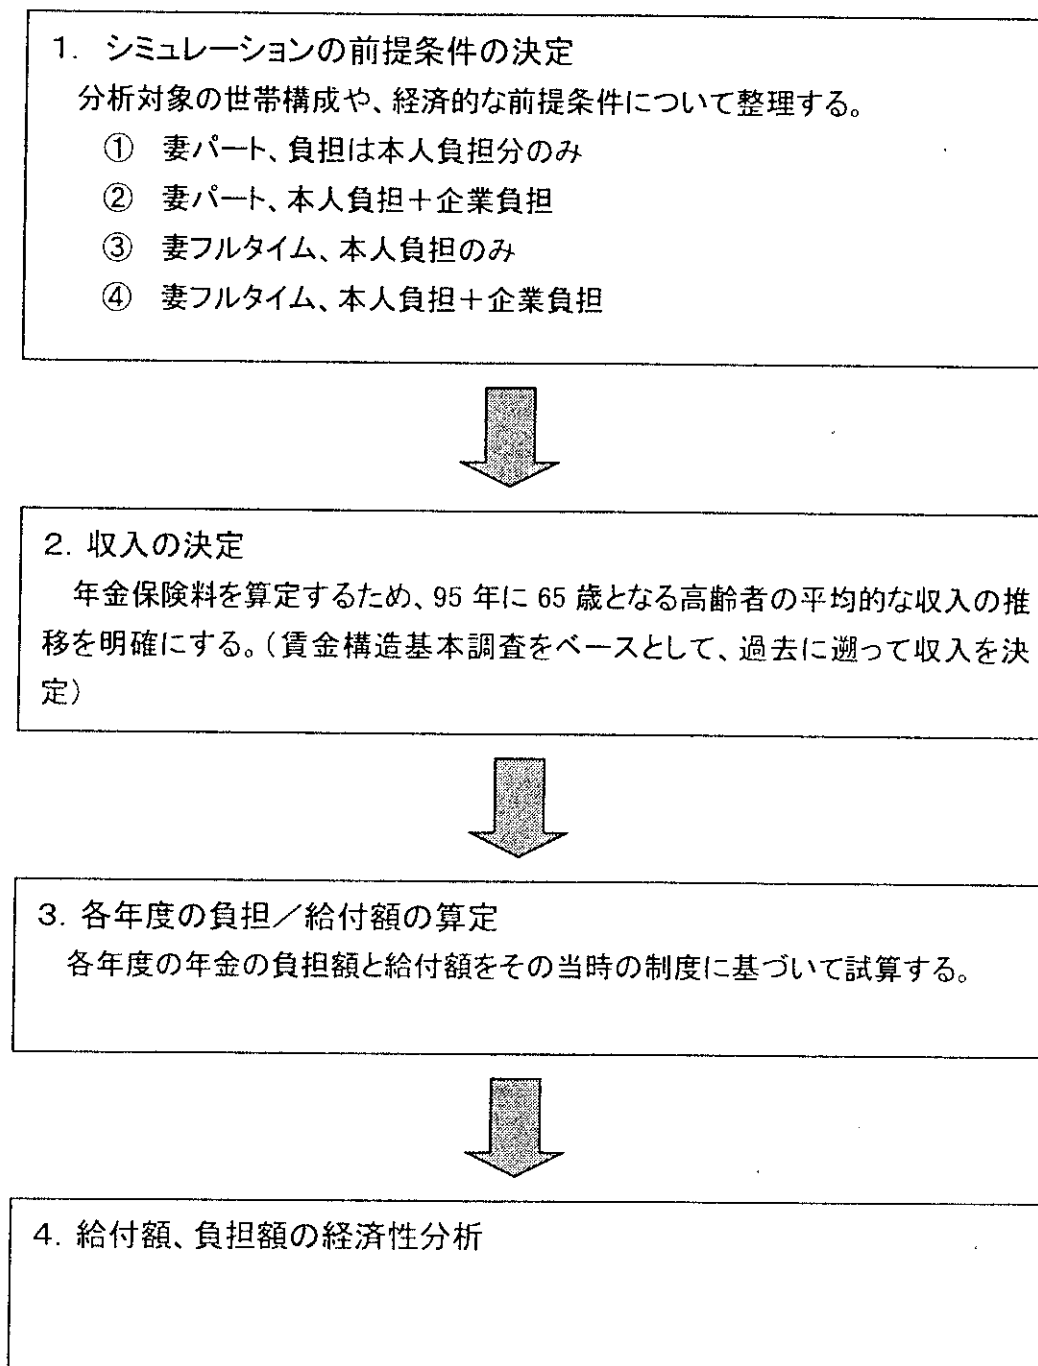 1. シミュレーションの前提条件の決定
分析対象の世帯構成や、経済的な前提条件について整理する。
① 妻パート、負担は本人負担分のみ
② 妻パート、本人負担＋企業負担
③ 妻フルタイム、本人負担のみ
④ 妻フルタイム、本人負担＋企業負担
2. 収入の決定
年金保険料を算定するため、95 年に 65 歳となる高齢者の平均的な収入の推
移を明確にする。（賃金構造基本調査をベースとして、過去に遡って収入を決
定）
3. 各年度の負担／給付額の算定
各年度の年金の負担額と給付額をその当時の制度に基づいて試算する。
4. 給付額、負担額の経済性分析